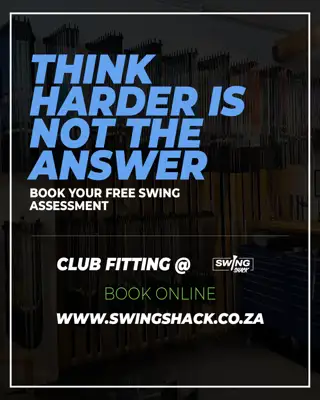 THINK
HARDER IS
NOT THE
ANSWER
BOOK YOUR FREE SWING
ASSESSMENT
CLUB FITTING @ SWING
SHACK
BOOK ONLINE
WWW.SWINGSHACK.CO.ZA